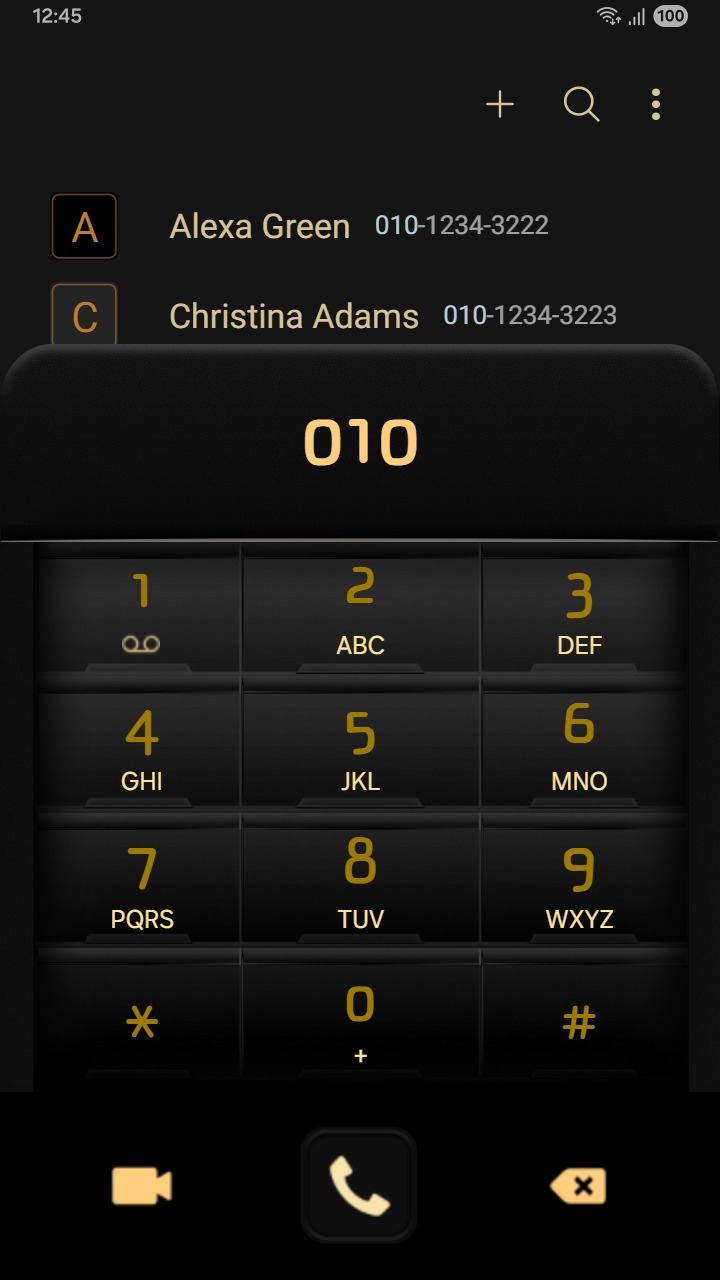 12:45 100
A Alexa Green 010-1234-3222
C Christina Adams 010-1234-3223
010
1 2 3
ABC DEF
4 5 6
GHI JKL MNO
7 8 9
PQRS TUV WXYZ
* 0 #
+